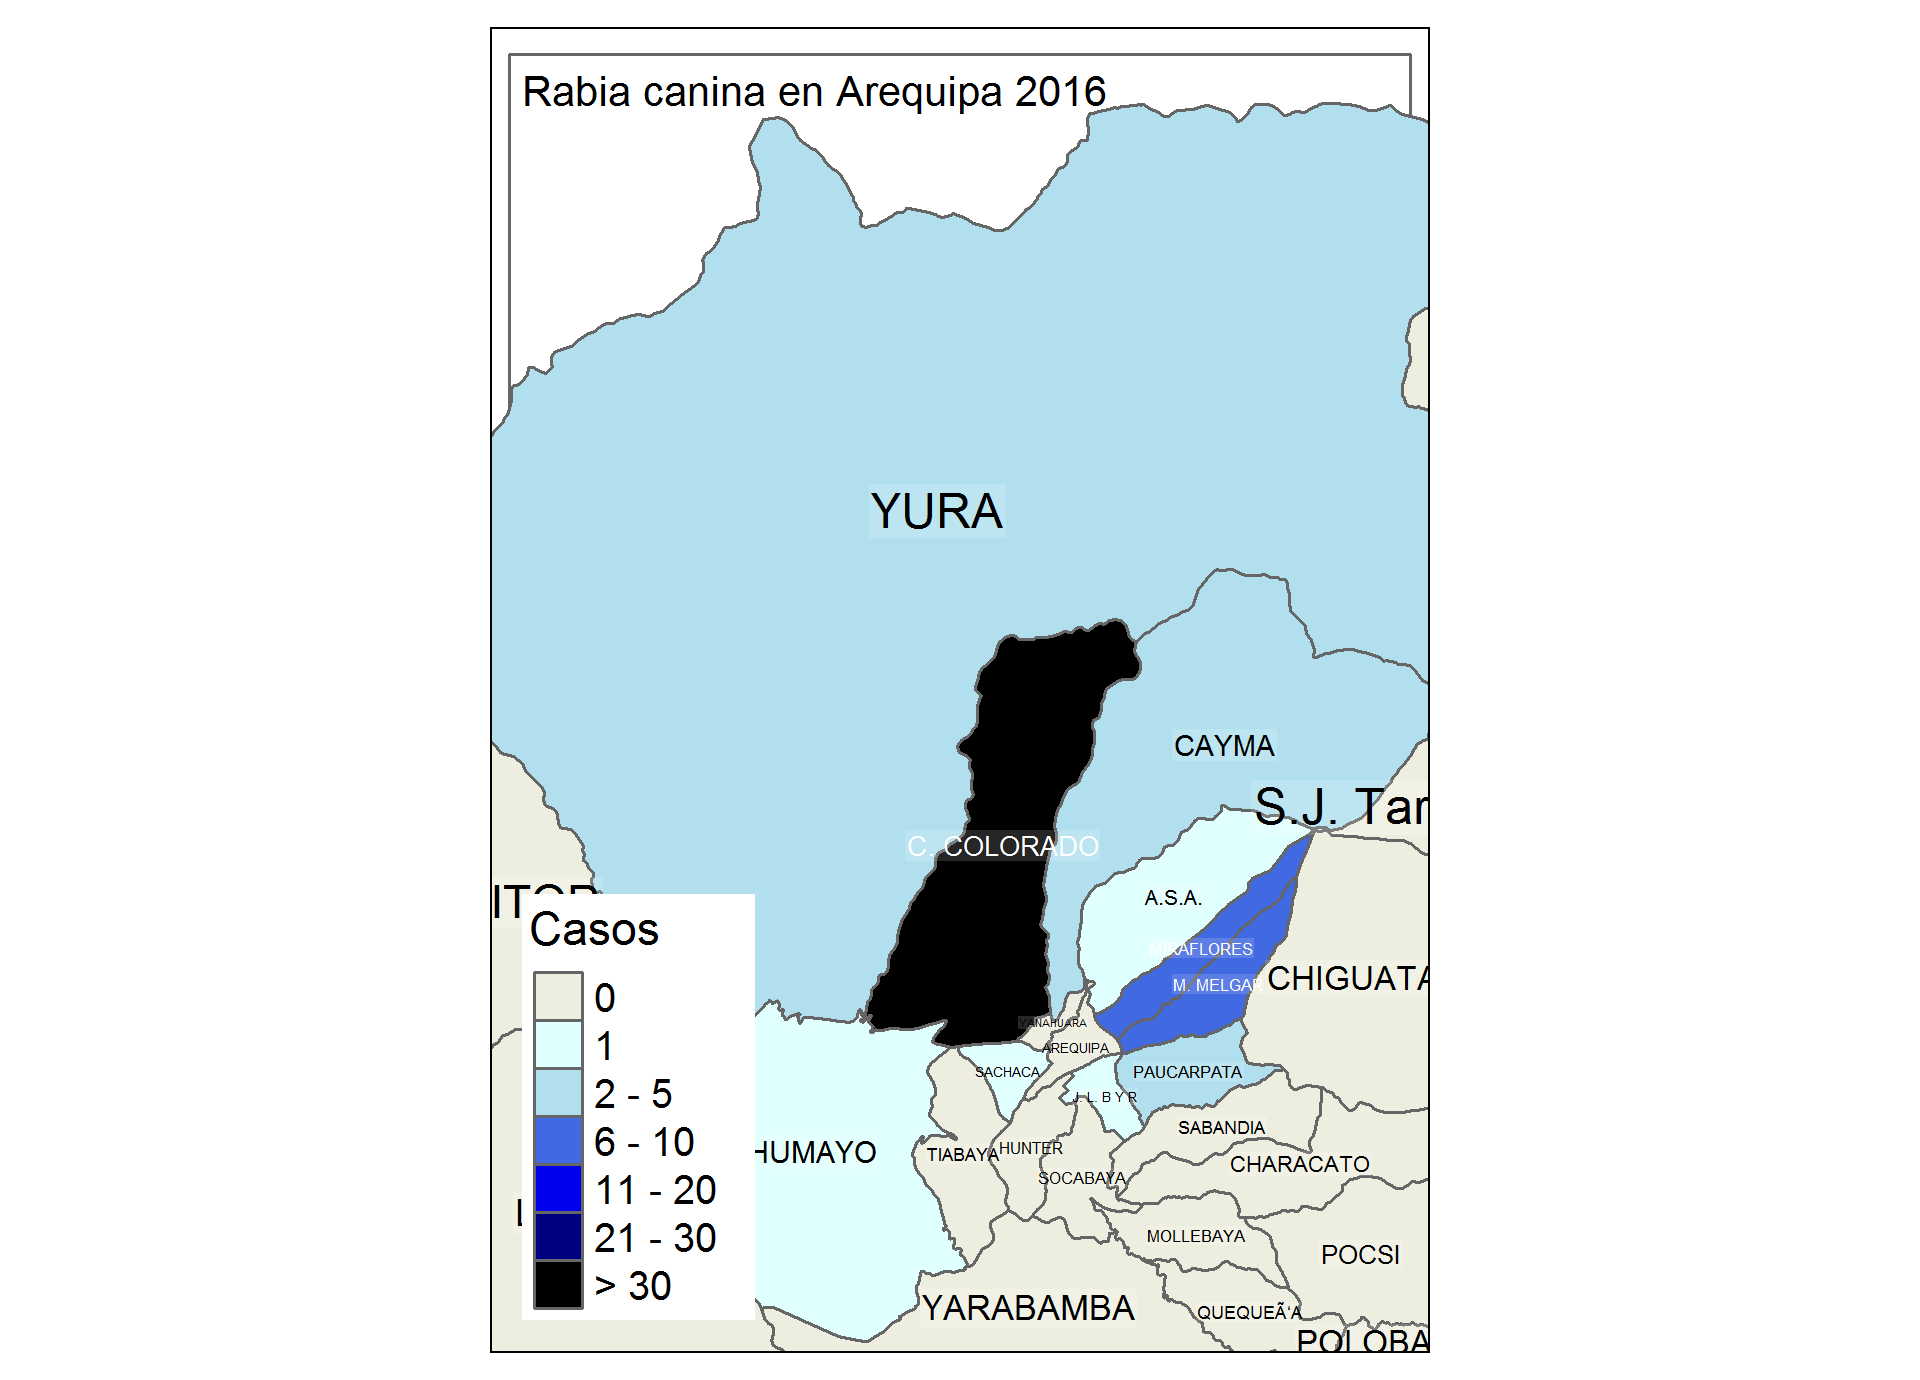 Rabia canina en Arequipa 2016
YURA
CAYMA
S.J. Tar
C. COLORADO
A.S.A.
MIRAFLORES
M. MELGAR
CHIGUATA
YANAHUARA
AREQUIPA
SACHACA
PAUCARPATA
J. L. B Y R
SABANDIA
HUMAYO
TIABAYA
HUNTER
CHARACATO
SOCABAYA
MOLLEBAYA
POCSI
YARABAMBA
QUEQUEÃ‘A
POLOBA
Casos
0
1
2 - 5
6 - 10
11 - 20
21 - 30
> 30